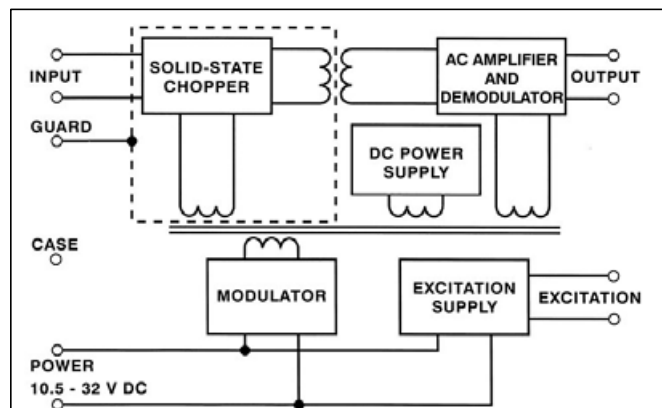 INPUT
SOLID-STATE
CHOPPER
AC AMPLIFIER
AND
DEMODULATOR
OUTPUT
GUARD
DC POWER
SUPPLY
CASE
MODULATOR
EXCITATION
SUPPLY
EXCITATION
POWER
10.5 - 32 V DC